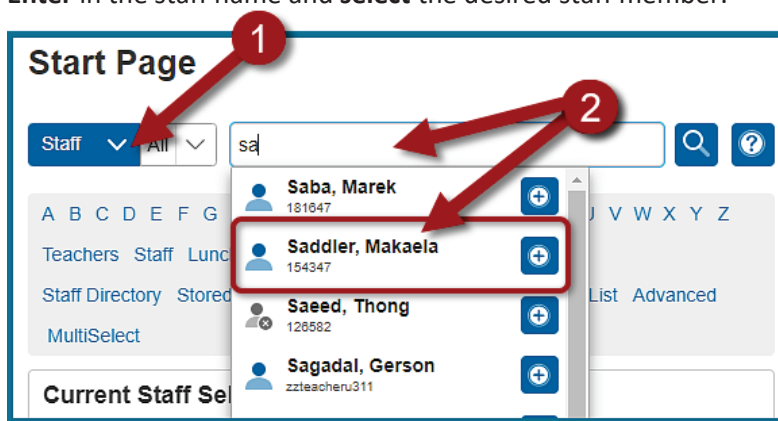 Enter in the staff name and select the desired staff member.
1
Start Page
2
Staff All sa
Saba, Marek
181647
A B C D E F G J V W X Y Z
Saddler, Makaela
154347
Teachers Staff
Saeed, Thong
126582
Staff Directory Stored List Advanced
MultiSelect
Sagadal, Gerson
zzteacheru311
Current Staff